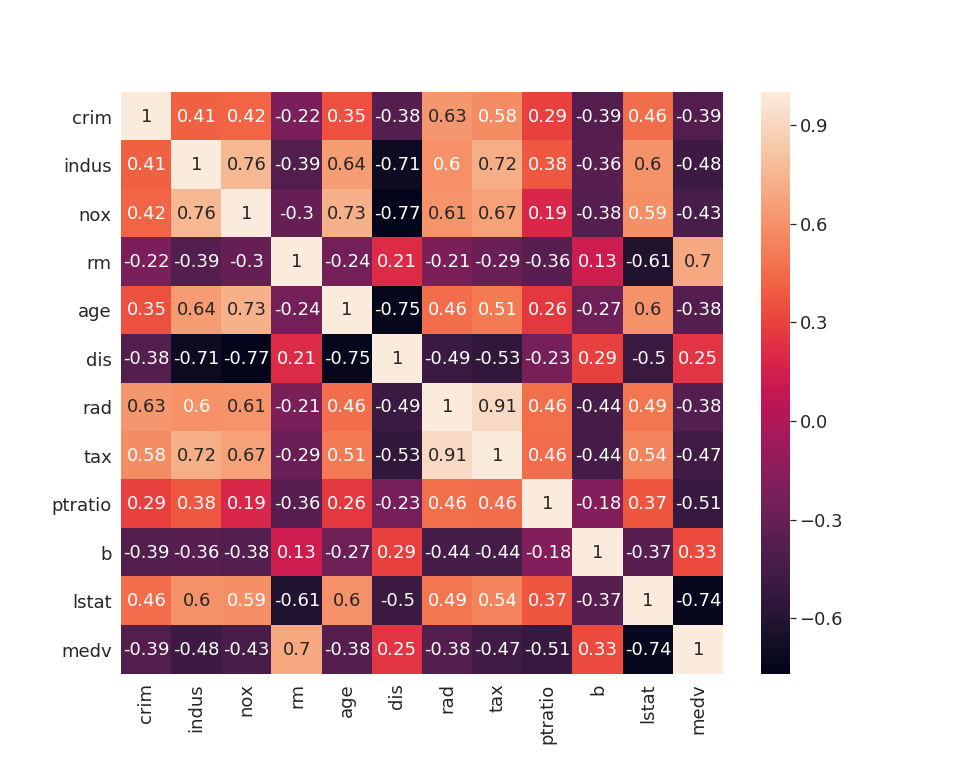 crim 1 0.41 0.42 -0.22 0.35 -0.38 0.63 0.58 0.29 -0.39 0.46 -0.39
indus 0.41 1 0.76 -0.39 0.64 -0.71 0.6 0.72 0.38 -0.36 0.6 -0.48
nox 0.42 0.76 1 -0.3 0.73 -0.77 0.61 0.67 0.19 -0.38 0.59 -0.43
rm -0.22 -0.39 -0.3 1 -0.24 0.21 -0.21 -0.29 -0.36 0.13 -0.61 0.7
age 0.35 0.64 0.73 -0.24 1 -0.75 0.46 0.51 0.26 -0.27 0.6 -0.38
dis -0.38 -0.71 -0.77 0.21 -0.75 1 -0.49 -0.53 -0.23 0.29 -0.5 0.25
rad 0.63 0.6 0.61 -0.21 0.46 -0.49 1 0.91 0.46 -0.44 0.49 -0.38
tax 0.58 0.72 0.67 -0.29 0.51 -0.53 0.91 1 0.46 -0.44 0.54 -0.47
ptratio 0.29 0.38 0.19 -0.36 0.26 -0.23 0.46 0.46 1 -0.18 0.37 -0.51
b -0.39 -0.36 -0.38 0.13 -0.27 0.29 -0.44 -0.44 -0.18 1 -0.37 0.33
lstat 0.46 0.6 0.59 -0.61 0.6 -0.5 0.49 0.54 0.37 -0.37 1 -0.74
medv -0.39 -0.48 -0.43 0.7 -0.38 0.25 -0.38 -0.47 -0.51 0.33 -0.74 1
crim indus nox rm age dis rad tax ptratio b lstat medv
0.9
0.6
0.3
0.0
−0.3
−0.6